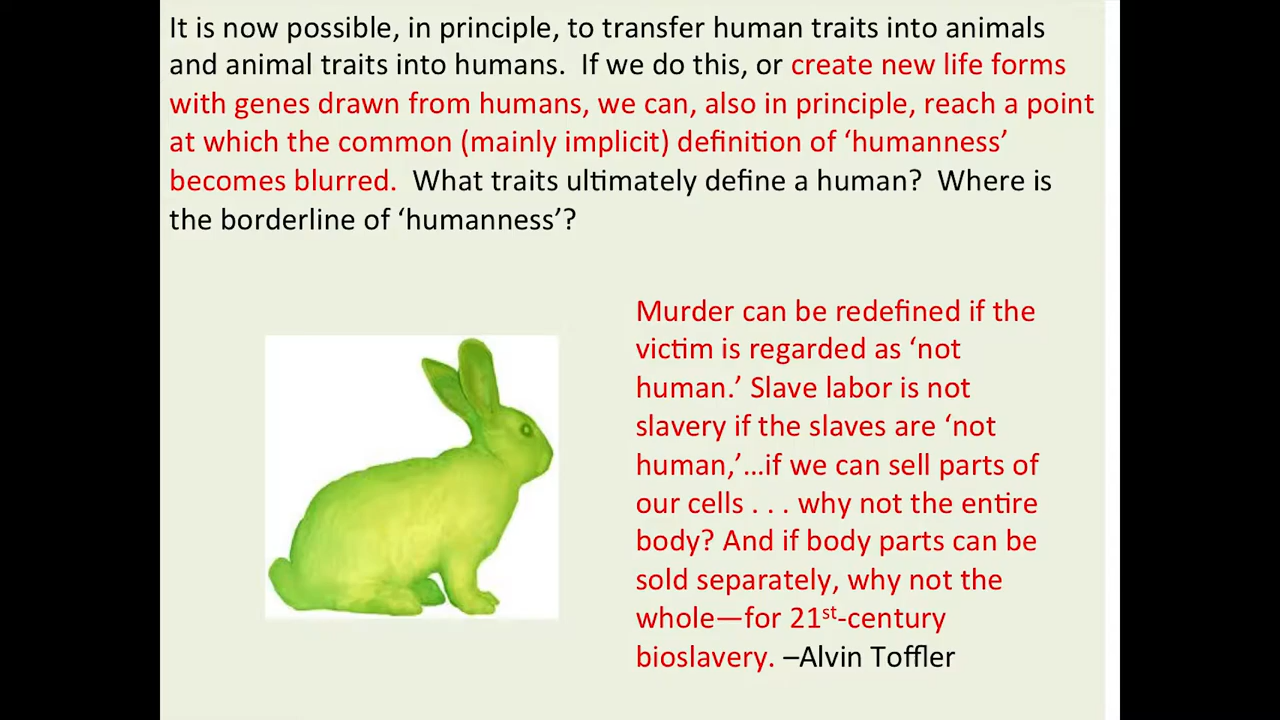 It is now possible, in principle, to transfer human traits into animals
and animal traits into humans.  If we do this, or create new life forms
with genes drawn from humans, we can, also in principle, reach a point
at which the common (mainly implicit) definition of ‘humanness’
becomes blurred.  What traits ultimately define a human?  Where is
the borderline of ‘humanness’?
Murder can be redefined if the
victim is regarded as ‘not
human.’ Slave labor is not
slavery if the slaves are ‘not
human,’…if we can sell parts of
our cells . . . why not the entire
body? And if body parts can be
sold separately, why not the
whole—for 21st-century
bioslavery. –Alvin Toffler